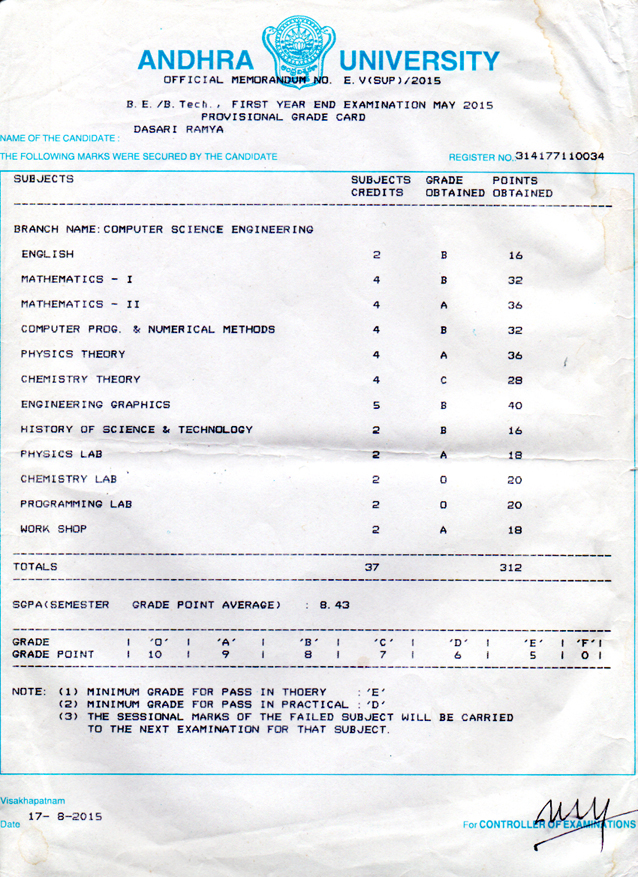 ANDHRA UNIVERSITY
OFFICIAL MEMORANDUM NO. E.V(SUP)/2015
B.E./B.Tech., FIRST YEAR END EXAMINATION MAY 2015
PROVISIONAL GRADE CARD
DASARI RAMYA
NAME OF THE CANDIDATE :
THE FOLLOWING MARKS WERE SECURED BY THE CANDIDATE REGISTER NO. 314177110034
SUBJECTS SUBJECTS GRADE POINTS
CREDITS OBTAINED OBTAINED
BRANCH NAME:COMPUTER SCIENCE ENGINEERING
ENGLISH 2 B 16
MATHEMATICS - I 4 B 32
MATHEMATICS - II 4 A 36
COMPUTER PROG. & NUMERICAL METHODS 4 B 32
PHYSICS THEORY 4 A 36
CHEMISTRY THEORY 4 C 28
ENGINEERING GRAPHICS 5 B 40
HISTORY OF SCIENCE & TECHNOLOGY 2 B 16
PHYSICS LAB 2 A 18
CHEMISTRY LAB 2 O 20
PROGRAMMING LAB 2 O 20
WORK SHOP 2 A 18
TOTALS 37 312
SGPA(SEMESTER GRADE POINT AVERAGE) : 8.43
GRADE | 'O' | 'A' | 'B' | 'C' | 'D' | 'E' | 'F'|
GRADE POINT | 10 | 9 | 8 | 7 | 6 | 5 | 0 |
NOTE: (1) MINIMUM GRADE FOR PASS IN THOERY : 'E'
(2) MINIMUM GRADE FOR PASS IN PRACTICAL : 'D'
(3) THE SESSIONAL MARKS OF THE FAILED SUBJECT WILL BE CARRIED
TO THE NEXT EXAMINATION FOR THAT SUBJECT.
Visakhapatnam
Date 17- 8-2015
For CONTROLLER OF EXAMINATIONS